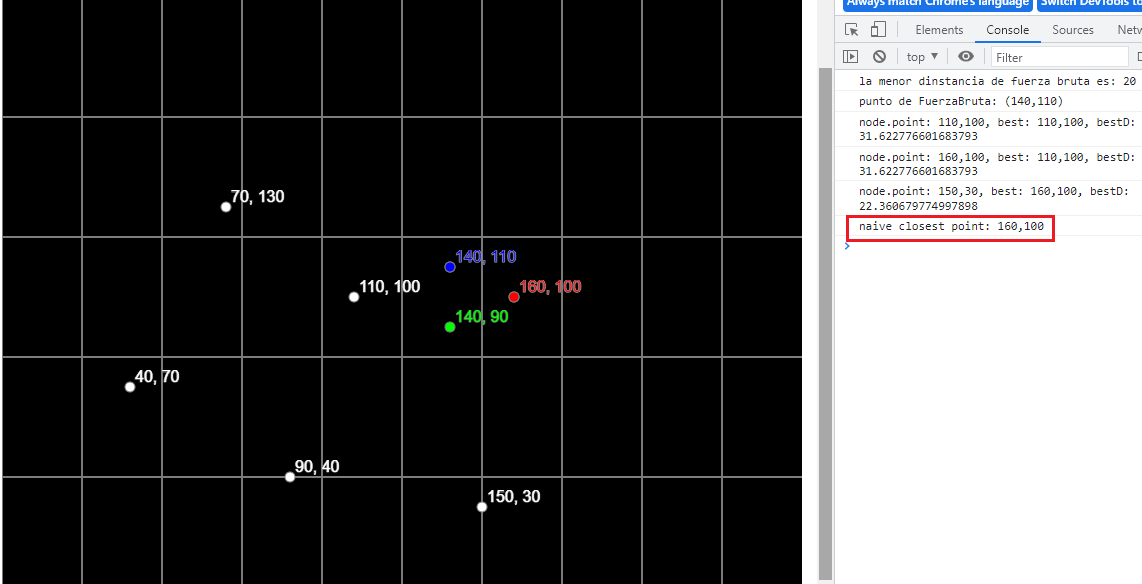 70, 130
140, 110
110, 100
160, 100
140, 90
40, 70
90, 40
150, 30
Always match Chrome's language
Switch DevTools to
Elements
Console
Sources
Netw
top ▼
Filter
la menor dinstancia de fuerza bruta es: 20
punto de FuerzaBruta: (140,110)
node.point: 110,100, best: 110,100, bestD:
31.622776601683793
node.point: 160,100, best: 110,100, bestD:
31.622776601683793
node.point: 150,30, best: 160,100, bestD:
22.360679774997898
naive closest point: 160,100